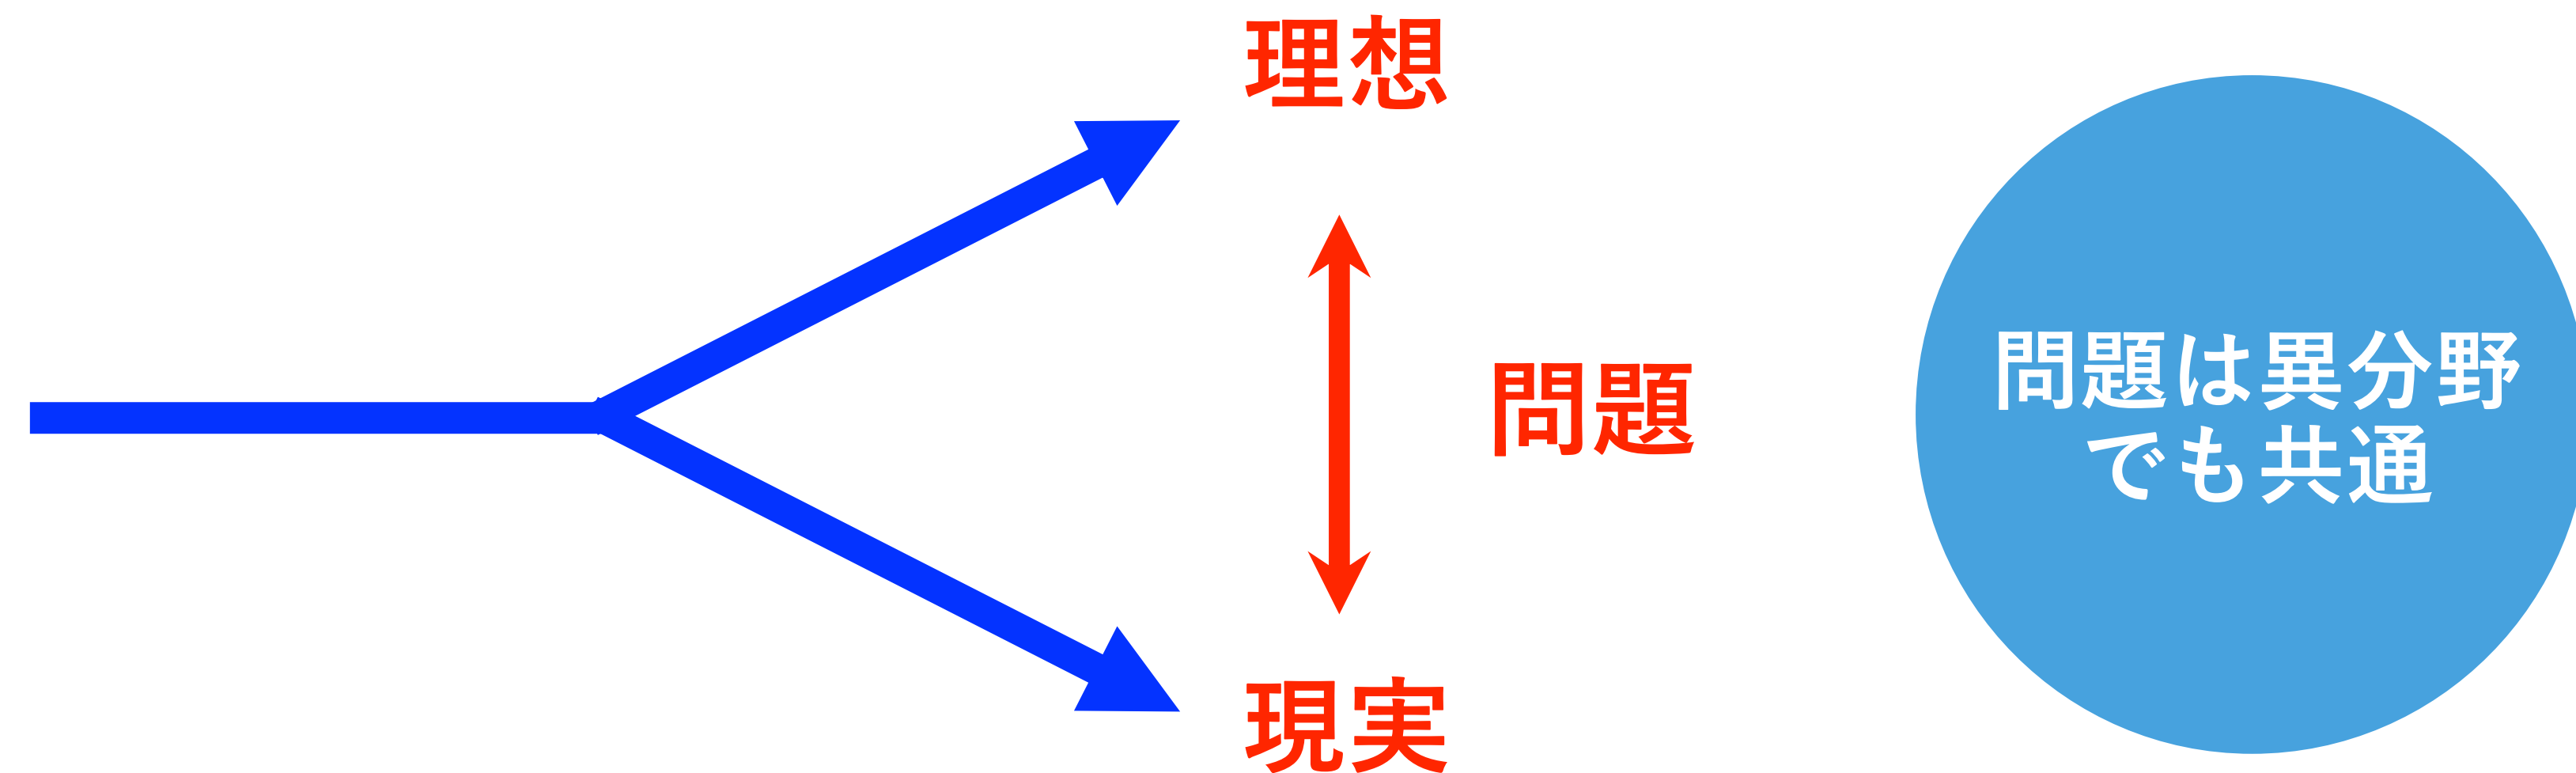 理想
問題
現実
問題は異分野
でも共通